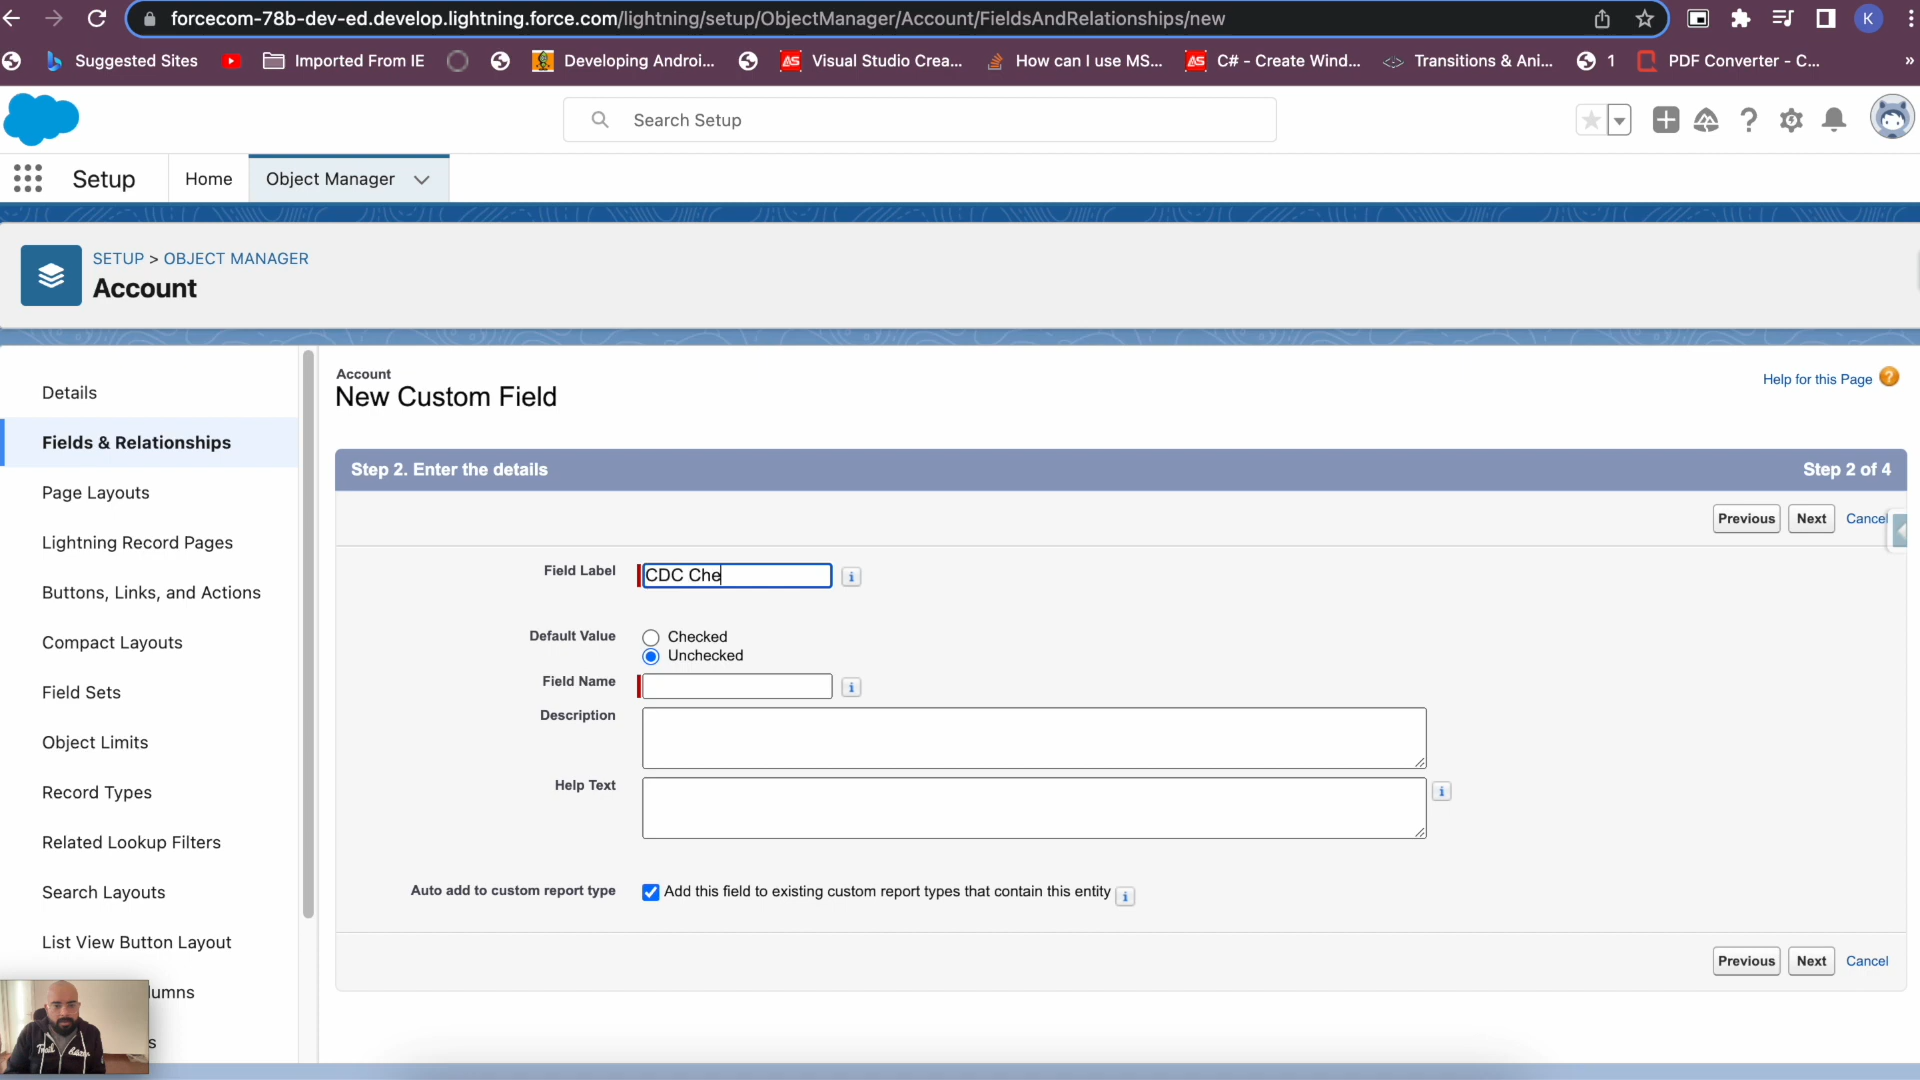 forcecom-78b-dev-ed.develop.lightning.force.com/lightning/setup/ObjectManager/Account/FieldsAndRelationships/new
K
Suggested Sites
Imported From IE
Developing Androi...
Visual Studio Crea...
How can I use MS...
C# - Create Wind...
Transitions & Ani...
1
PDF Converter - C...
»
Search Setup
Setup
Home
Object Manager
SETUP > OBJECT MANAGER
Account
Details
Fields & Relationships
Page Layouts
Lightning Record Pages
Buttons, Links, and Actions
Compact Layouts
Field Sets
Object Limits
Record Types
Related Lookup Filters
Search Layouts
List View Button Layout
lumns
s
Account
New Custom Field
Help for this Page
Step 2. Enter the details
Step 2 of 4
Previous
Next
Cancel
Field Label
CDC Che
Default Value
Checked
Unchecked
Field Name
Description
Help Text
Auto add to custom report type
Add this field to existing custom report types that contain this entity
Previous
Next
Cancel